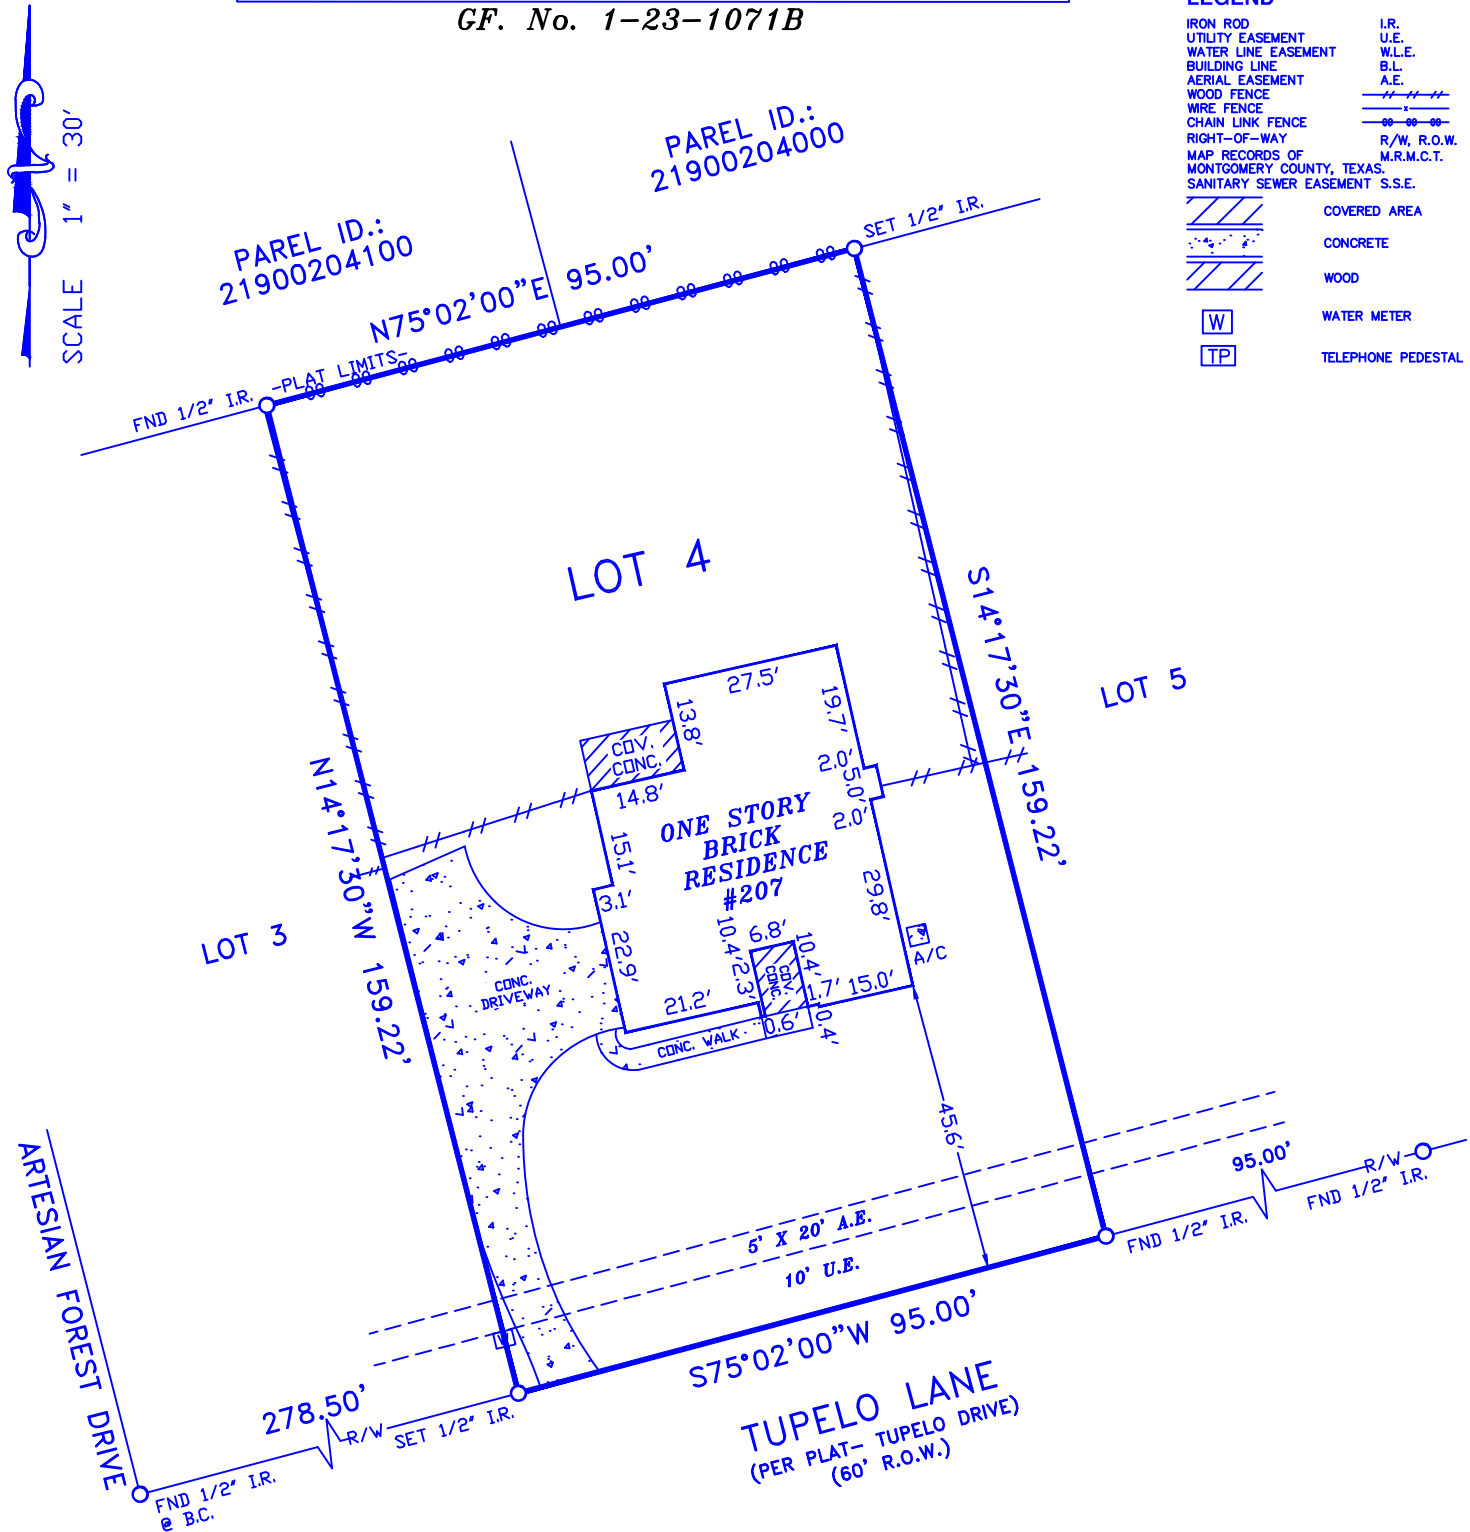 GF. No. 1-23-1071B
LEGEND
IRON ROD I.R.
UTILITY EASEMENT U.E.
WATER LINE EASEMENT W.L.E.
BUILDING LINE B.L.
AERIAL EASEMENT A.E.
WOOD FENCE
WIRE FENCE
CHAIN LINK FENCE
RIGHT-OF-WAY R/W, R.O.W.
MAP RECORDS OF M.R.M.C.T.
MONTGOMERY COUNTY, TEXAS.
SANITARY SEWER EASEMENT S.S.E.
COVERED AREA
CONCRETE
WOOD
W WATER METER
TP TELEPHONE PEDESTAL
SCALE 1" = 30'
PAREL ID.:
21900204000
PAREL ID.:
21900204100
SET 1/2" I.R.
N75°02'00"E 95.00'
-PLAT LIMITS-
FND 1/2" I.R.
LOT 4
S14°17'30"E 159.22'
LOT 5
N14°17'30"W 159.22'
LOT 3
27.5'
19.7'
13.8'
COV.
CONC.
14.8'
2.0'
5.0'
2.0'
15.1'
3.1'
ONE STORY
BRICK
RESIDENCE
#207
29.8'
22.9'
6.8'
10.4'
10.4'
2.3'
COV.
CONC.
1.7'
15.0'
A/C
21.2'
0.6'
0.4'
CONC. WALK
CONC.
DRIVEWAY
45.6'
5' X 20' A.E.
10' U.E.
95.00'
R/W
FND 1/2" I.R.
FND 1/2" I.R.
W
S75°02'00"W 95.00'
TUPELO LANE
(PER PLAT- TUPELO DRIVE)
(60' R.O.W.)
278.50'
R/W
SET 1/2" I.R.
ARTESIAN FOREST DRIVE
FND 1/2" I.R.
@ B.C.